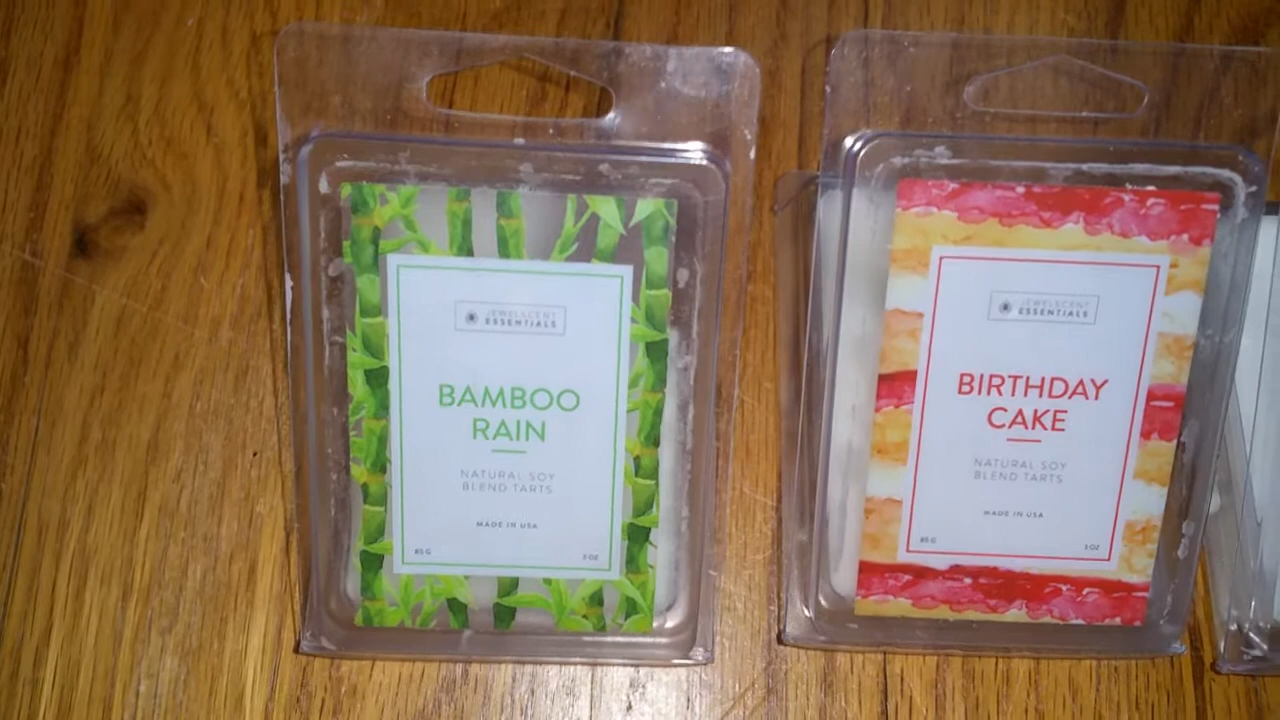 JEWELSCENT
ESSENTIALS
BAMBOO
RAIN
NATURAL SOY
BLEND TARTS
MADE IN USA
85 G
3 OZ
JEWELSCENT
ESSENTIALS
BIRTHDAY
CAKE
NATURAL SOY
BLEND TARTS
MADE IN USA
85 G
3 OZ